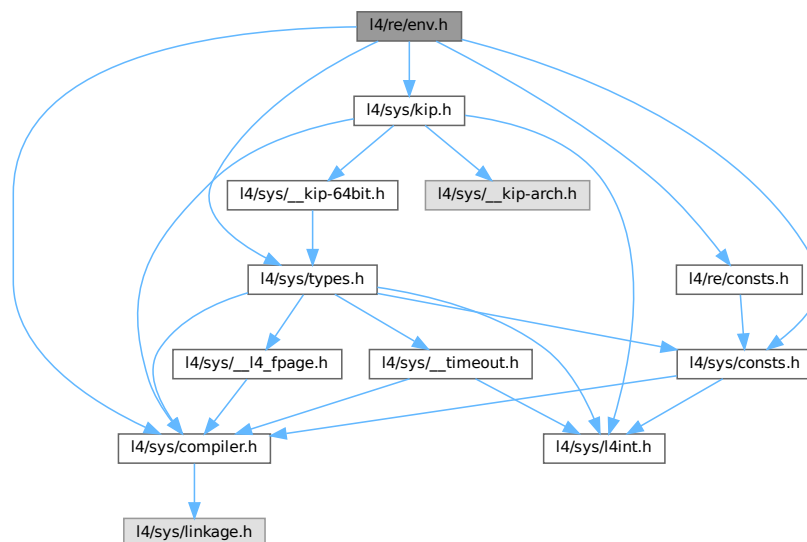 l4/re/env.h
l4/sys/kip.h
l4/sys/__kip-64bit.h
l4/sys/__kip-arch.h
l4/sys/types.h
l4/re/consts.h
l4/sys/__l4_fpage.h
l4/sys/__timeout.h
l4/sys/consts.h
l4/sys/compiler.h
l4/sys/l4int.h
l4/sys/linkage.h